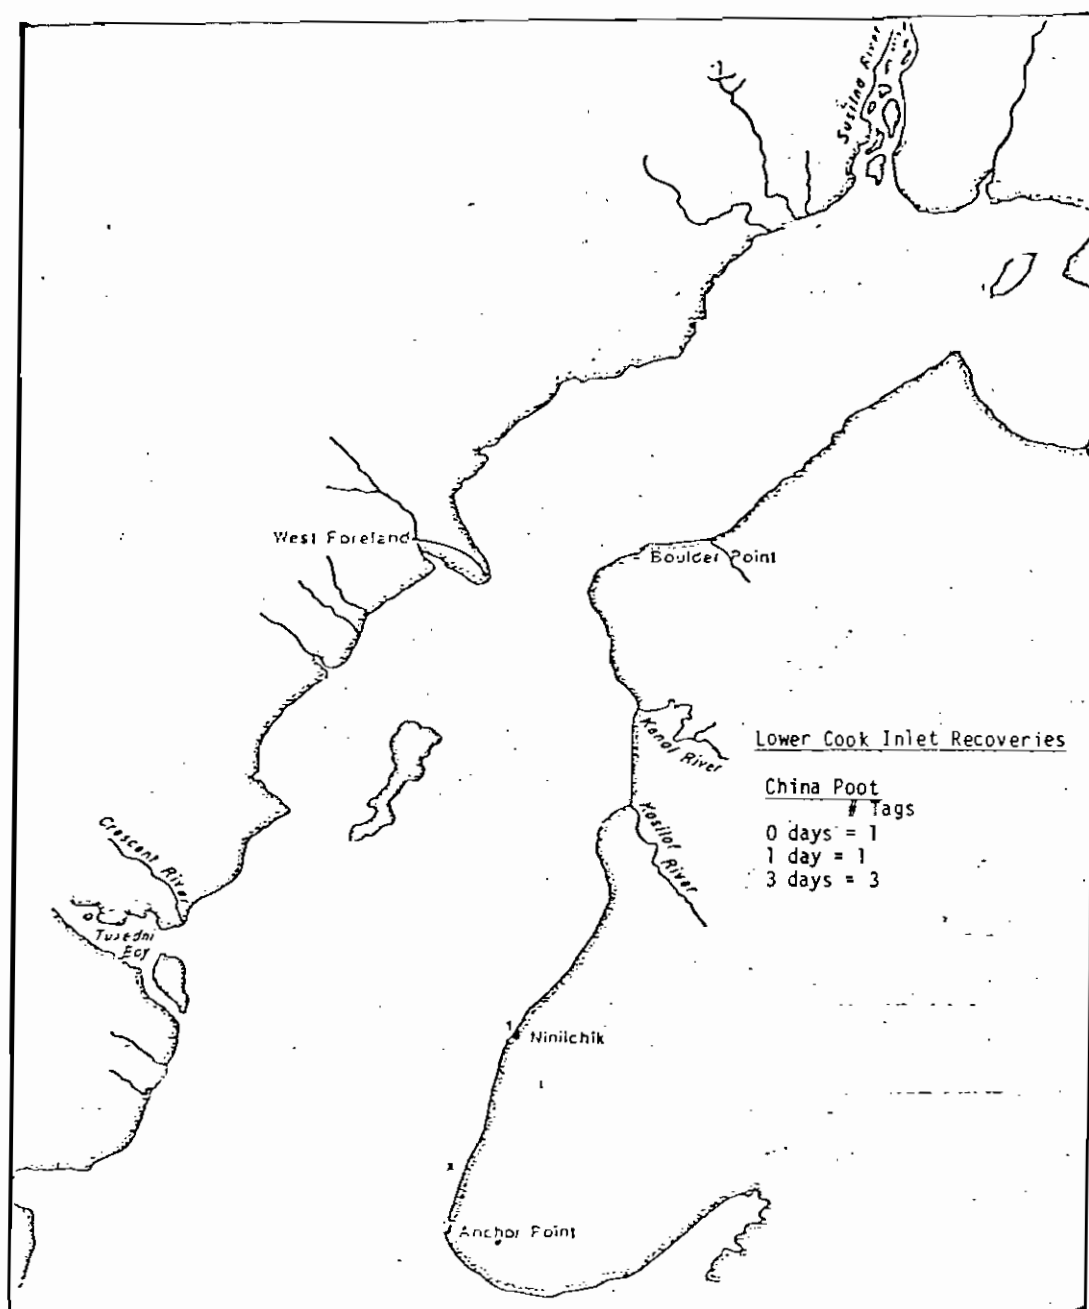 Susitna River
West Foreland
Boulder Point
Kenai River
Lower Cook Inlet Recoveries
China Poot
# Tags
0 days = 1
1 day = 1
3 days = 3
Kasilof River
Crescent River
Tuxedni
Bay
1
Ninilchik
x
Anchor Point